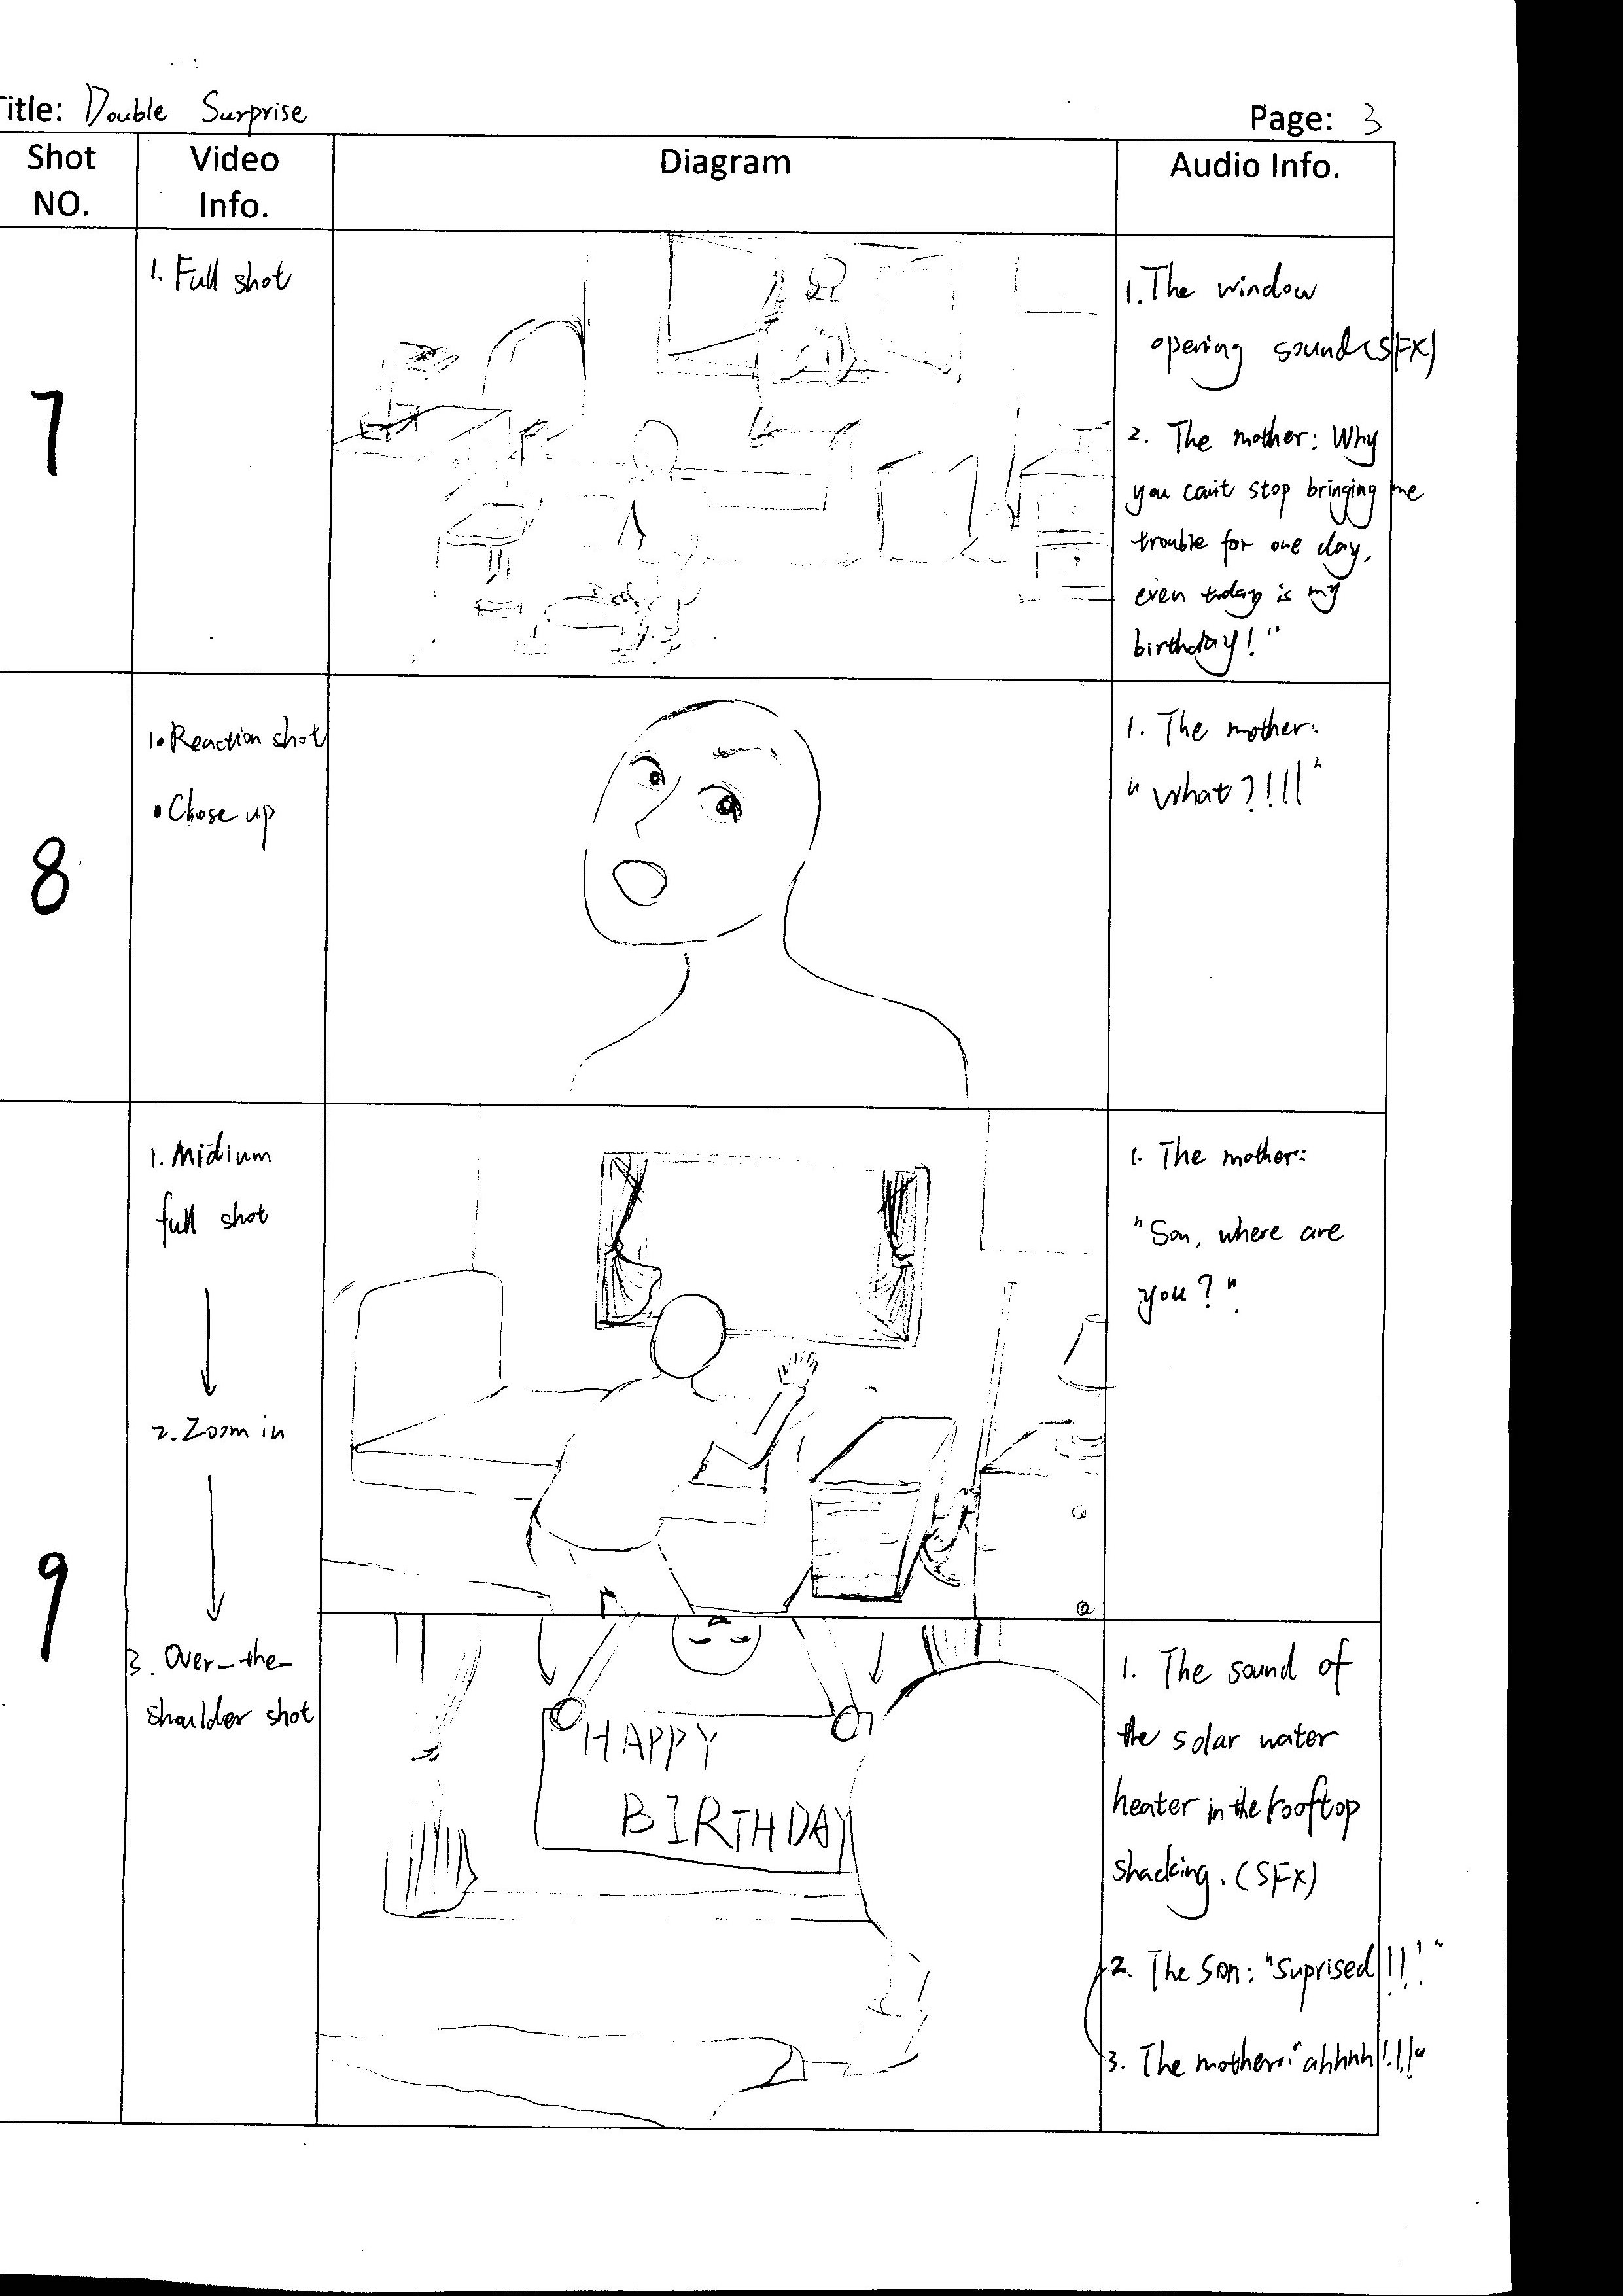 Title: Double Surprise
Page: 3
Shot NO.
Video Info.
Diagram
Audio Info.
7
1. Full shot
1. The window
opening sound (SFX)
2. The mother: Why
you can't stop bringing me
trouble for one day,
even today is my
birthday!"
8
1. Reaction shot
• Close up
1. The mother:
"What?!!!"
9
1. Midium
full shot
2. Zoom in
1. The mother:
"Son, where are
you?".
3. Over-the-
shoulder shot
HAPPY
BIRTHDAY
1. The sound of
the solar water
heater in the rooftop
shacking. (SFX)
2. The Son: "Suprised!!!"
3. The mother: "ahhhh!!!"